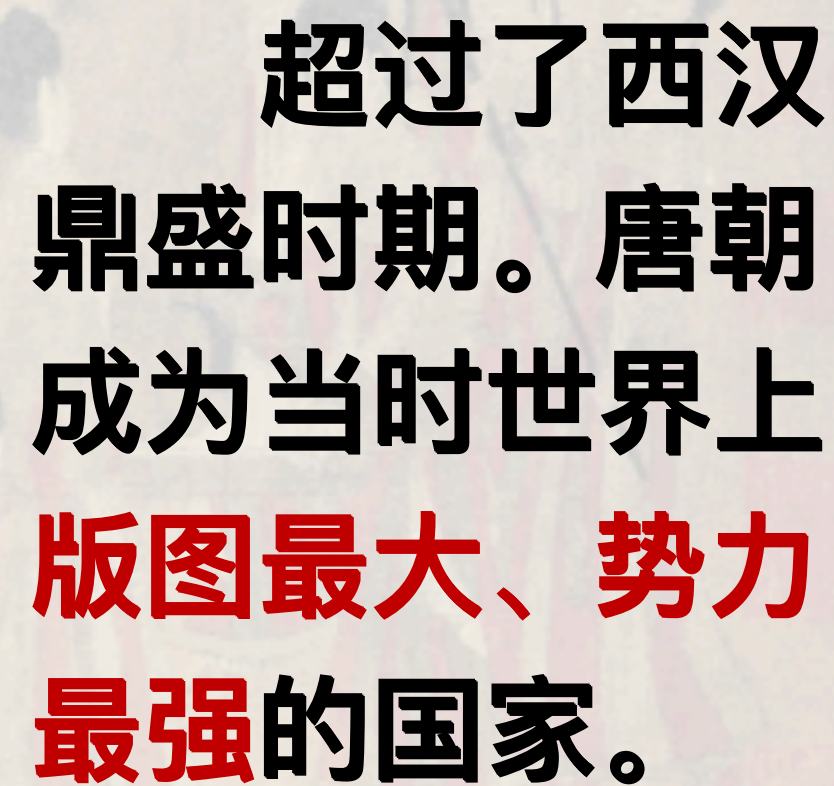 超过了西汉
鼎盛时期。唐朝
成为当时世界上
版图最大、势力
最强的国家。